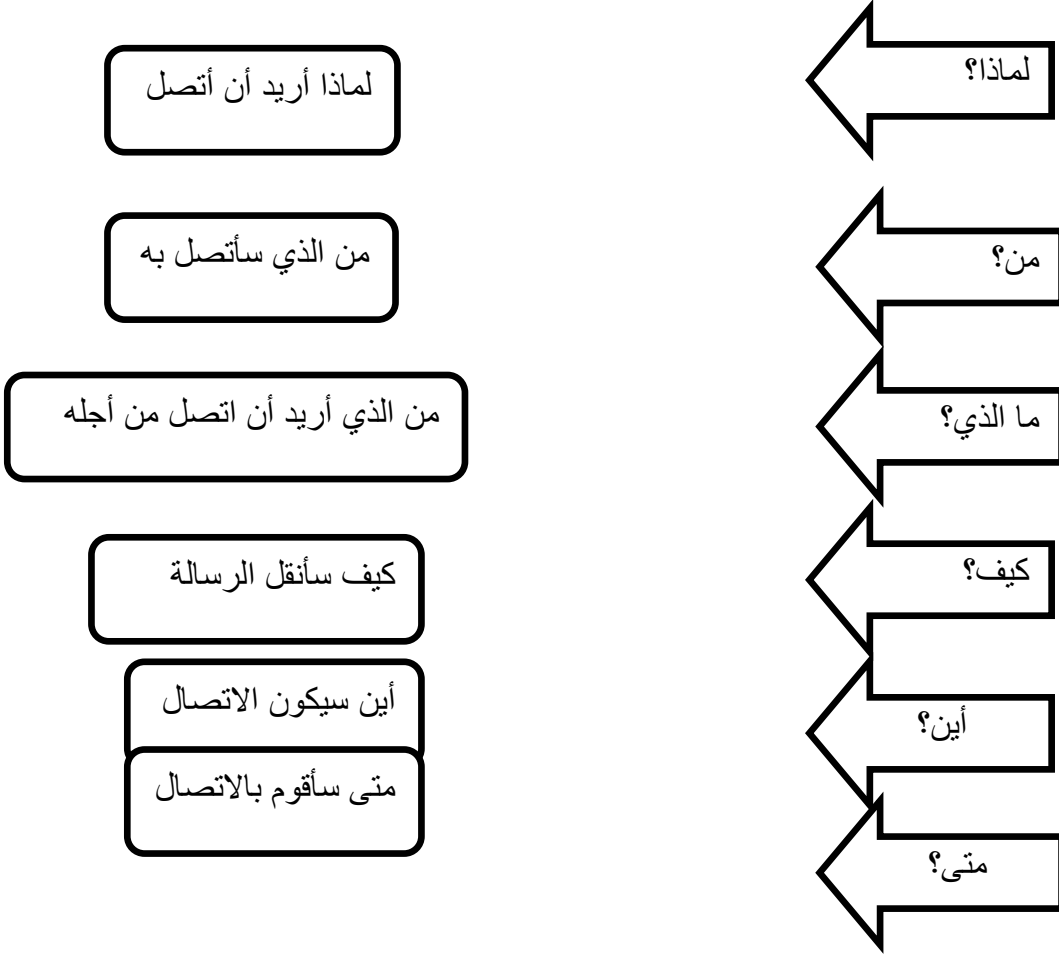 لماذا؟
لماذا أريد أن أتصل
من؟
من الذي سأتصل به
ما الذي؟
من الذي أريد أن اتصل من أجله
كيف؟
كيف سأنقل الرسالة
أين؟
أين سيكون الاتصال
متى؟
متى سأقوم بالاتصال